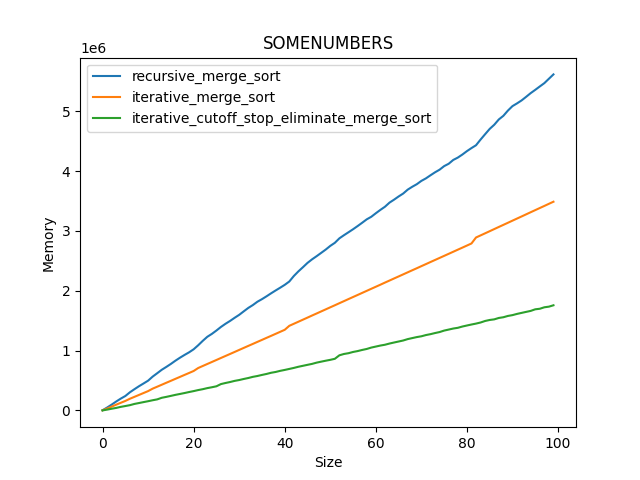 SOMENUMBERS
1e6
recursive_merge_sort
iterative_merge_sort
iterative_cutoff_stop_eliminate_merge_sort
Memory
5
4
3
2
1
0
0 20 40 60 80 100
Size